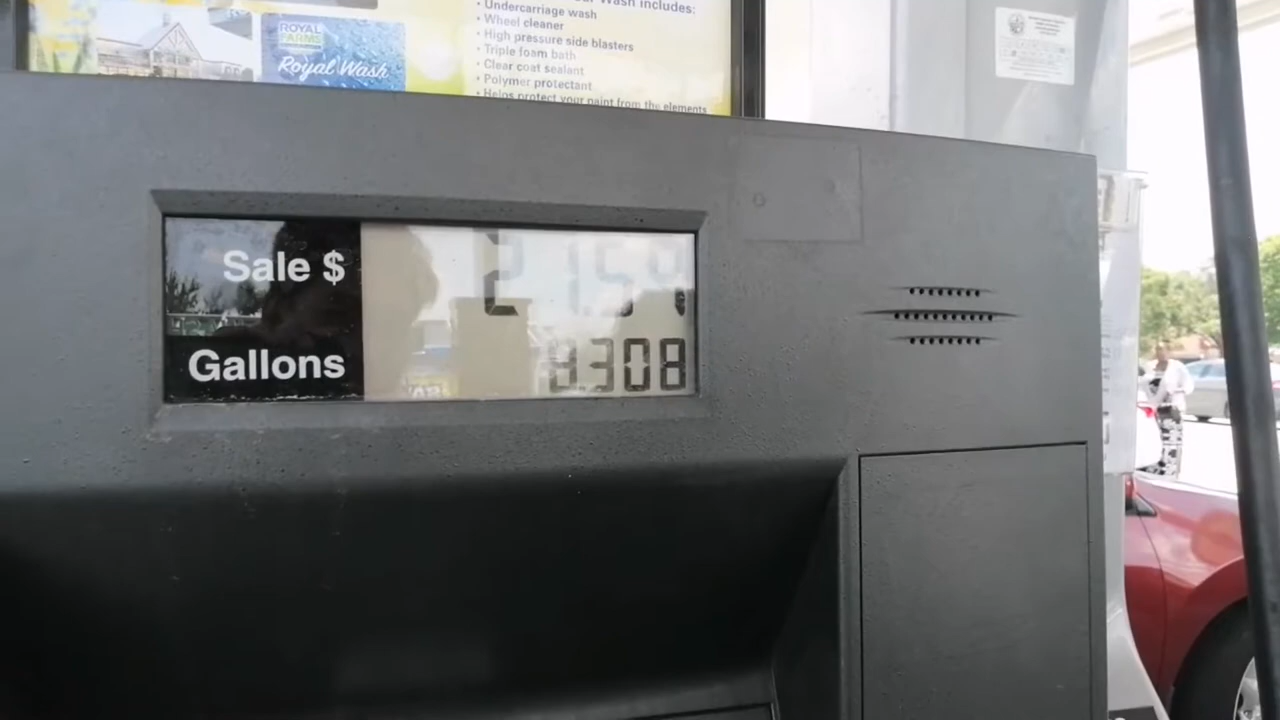 Wash includes:
• Undercarriage wash
• Wheel cleaner
• High pressure side blasters
• Triple foam bath
• Clear coat sealant
• Polymer protectant
• Helps protect your paint from the elements
ROYAL
FARMS
Royal Wash
Sale $
Gallons 8.308